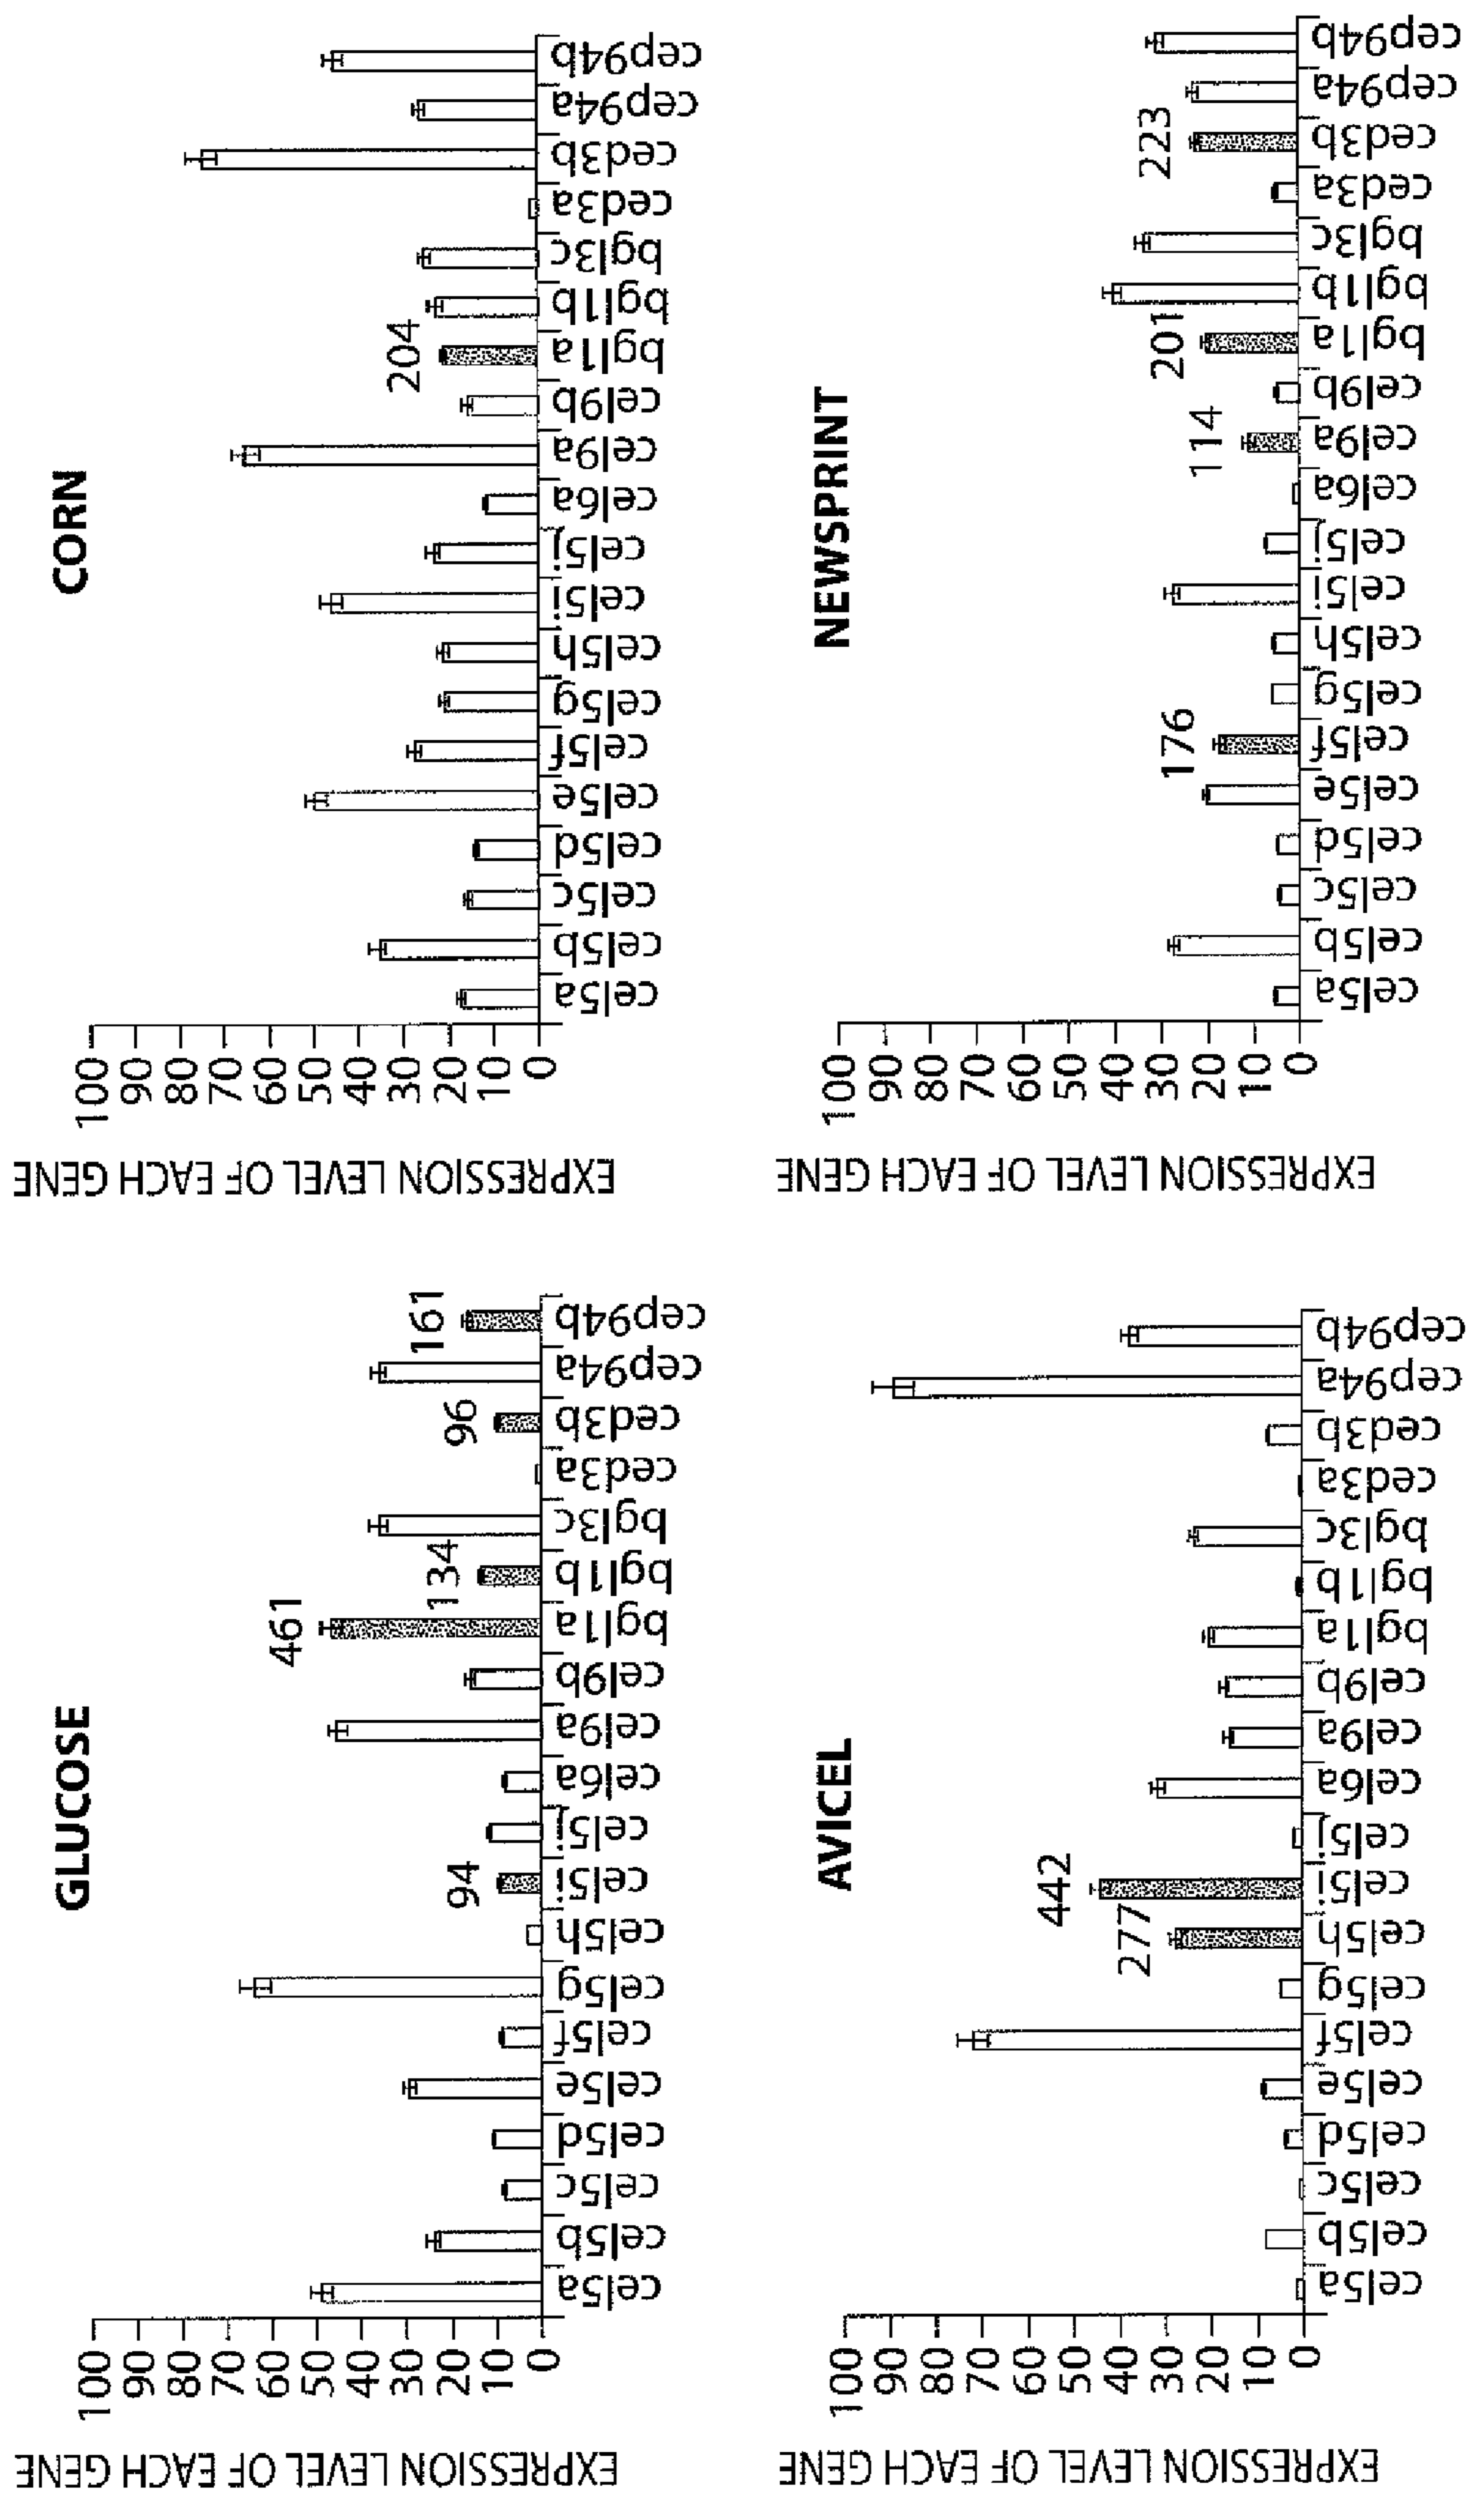 GLUCOSE
EXPRESSION LEVEL OF EACH GENE
100
90
80
70
60
50
40
30
20
10
0
94
461
134
96
161
cel5a
cel5b
cel5c
cel5d
cel5e
cel5f
cel5g
cel5h
cel5i
cel5j
cel6a
cel9a
cel9b
bgl1a
bgl1b
bgl3c
ced3a
ced3b
cep94a
cep94b
CORN
EXPRESSION LEVEL OF EACH GENE
100
90
80
70
60
50
40
30
20
10
0
204
cel5a
cel5b
cel5c
cel5d
cel5e
cel5f
cel5g
cel5h
cel5i
cel5j
cel6a
cel9a
cel9b
bgl1a
bgl1b
bgl3c
ced3a
ced3b
cep94a
cep94b
AVICEL
EXPRESSION LEVEL OF EACH GENE
100
90
80
70
60
50
40
30
20
10
0
277
442
cel5a
cel5b
cel5c
cel5d
cel5e
cel5f
cel5g
cel5h
cel5i
cel5j
cel6a
cel9a
cel9b
bgl1a
bgl1b
bgl3c
ced3a
ced3b
cep94a
cep94b
NEWSPRINT
EXPRESSION LEVEL OF EACH GENE
100
90
80
70
60
50
40
30
20
10
0
176
114
201
223
cel5a
cel5b
cel5c
cel5d
cel5e
cel5f
cel5g
cel5h
cel5i
cel5j
cel6a
cel9a
cel9b
bgl1a
bgl1b
bgl3c
ced3a
ced3b
cep94a
cep94b